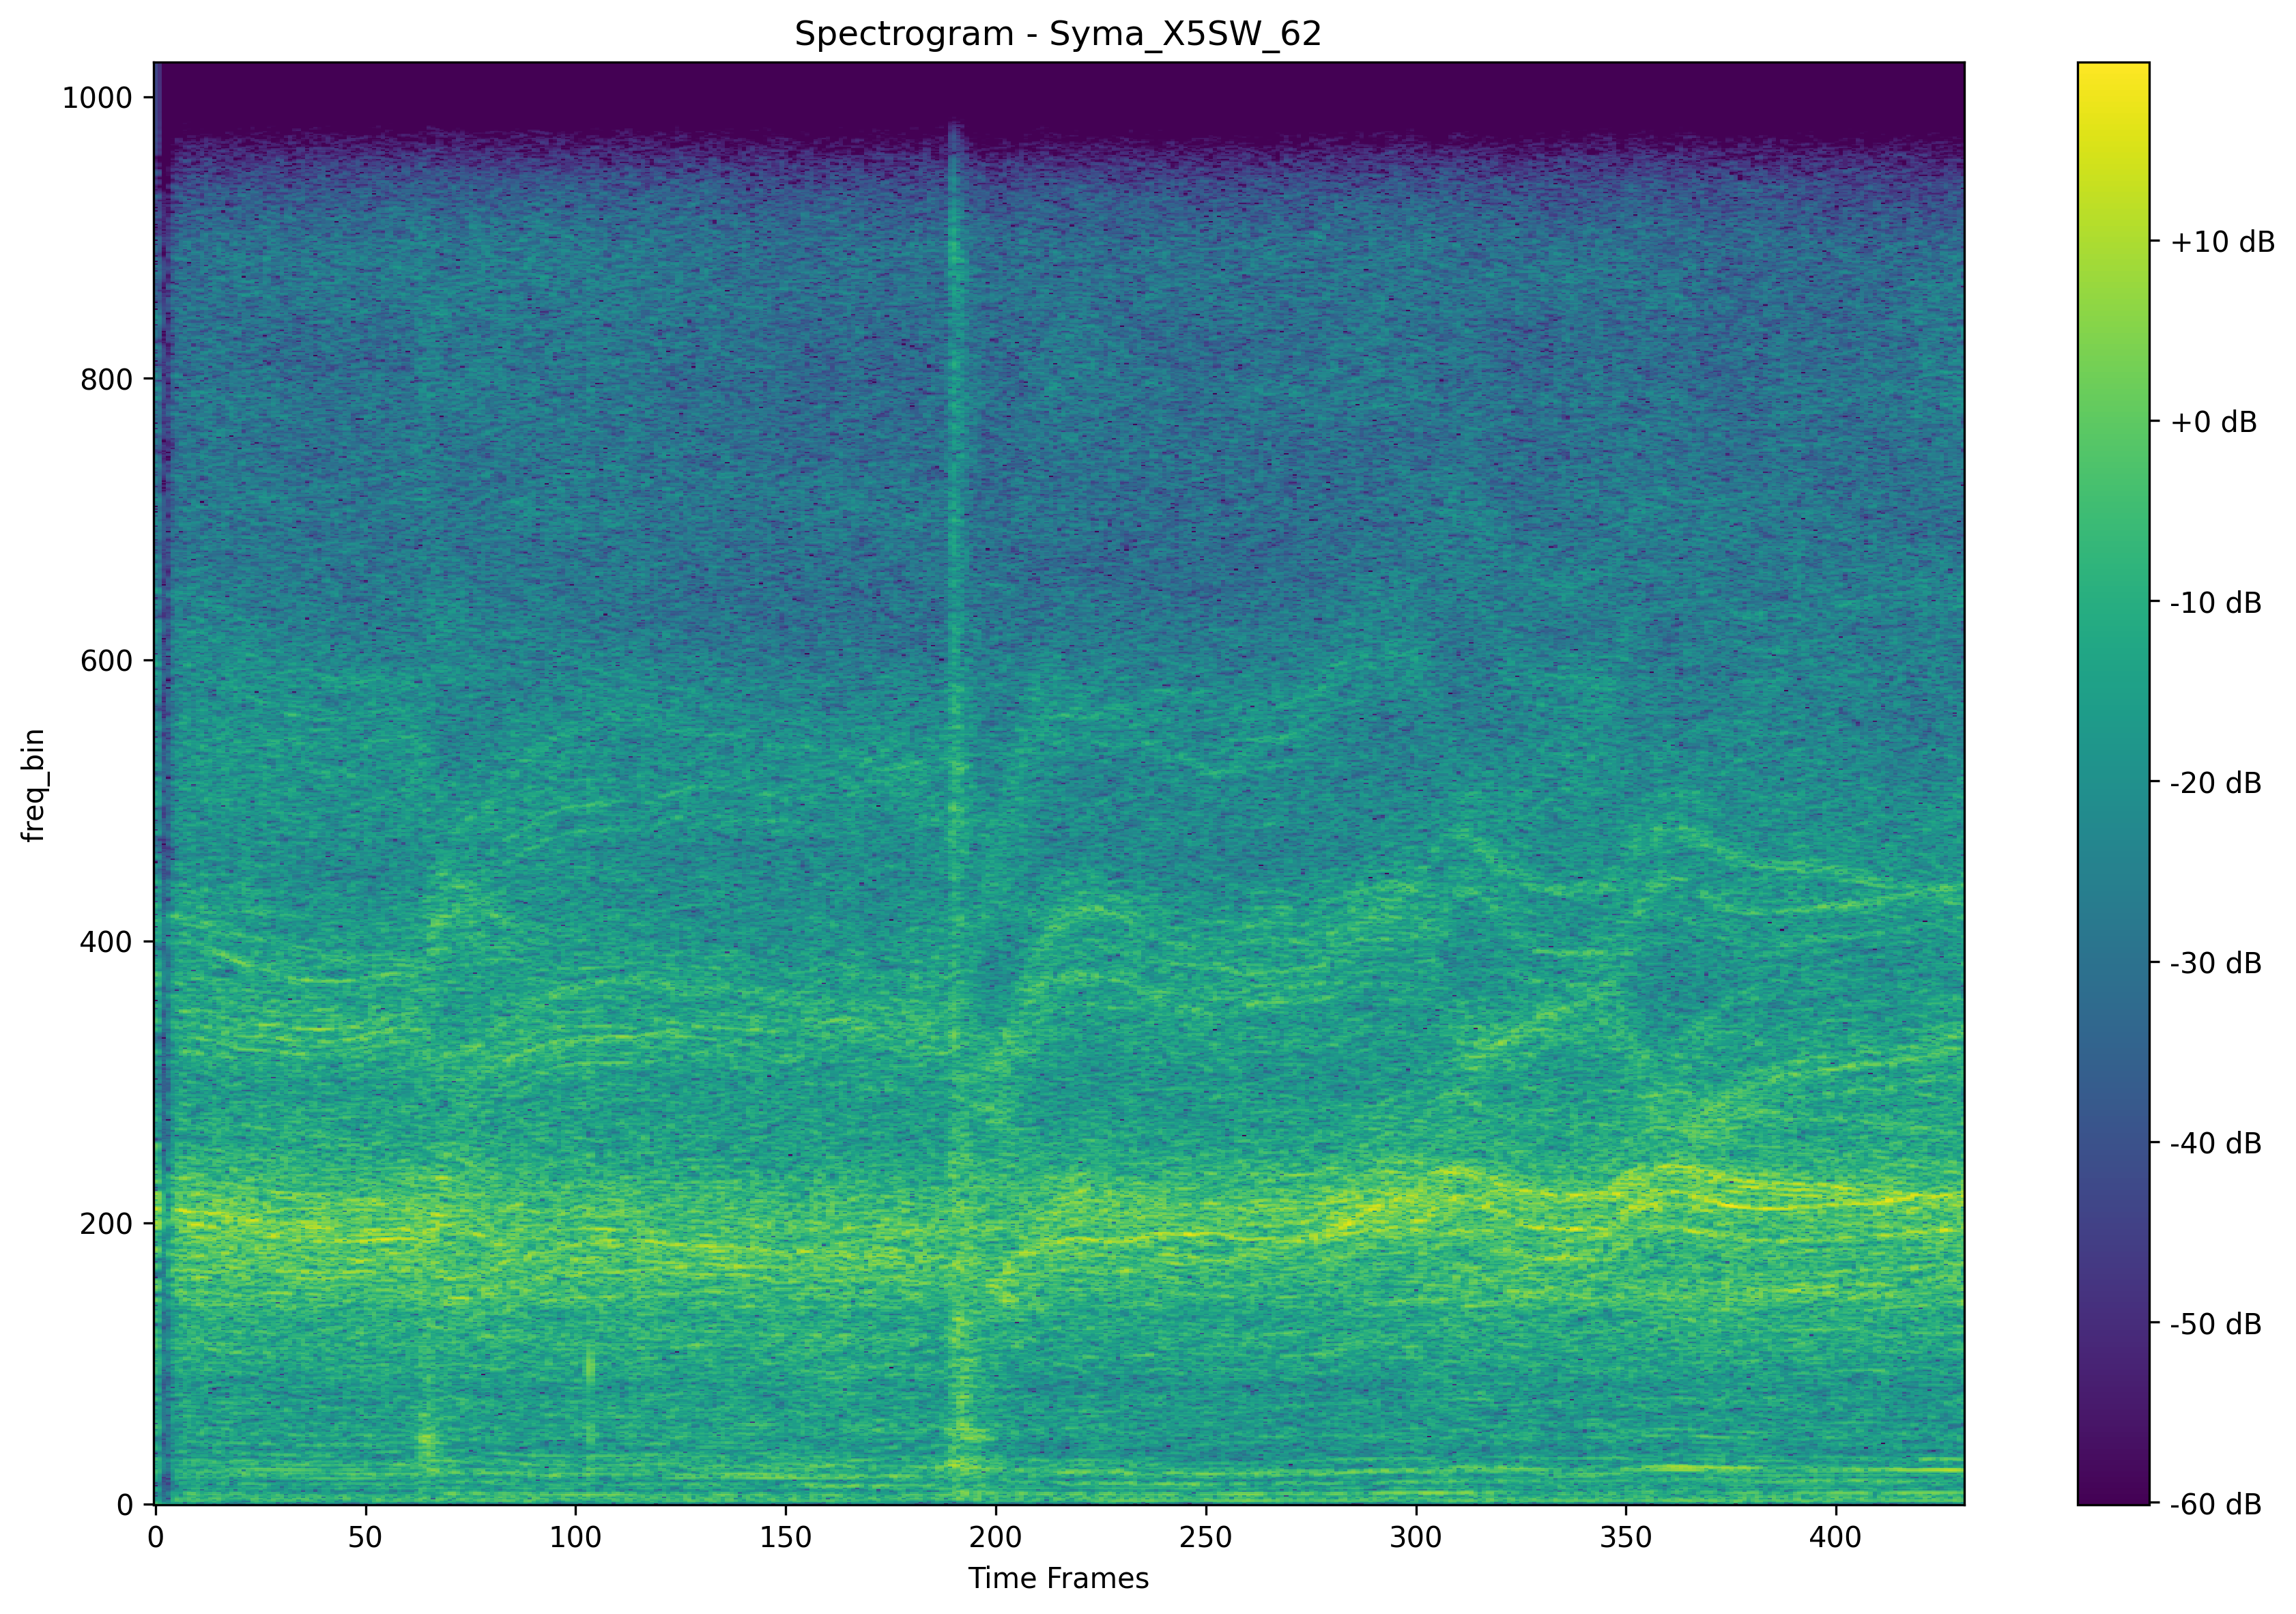 Spectrogram - Syma_X5SW_62
1000
800
600
400
200
0
freq_bin
0 50 100 150 200 250 300 350 400
Time Frames
+10 dB
+0 dB
-10 dB
-20 dB
-30 dB
-40 dB
-50 dB
-60 dB